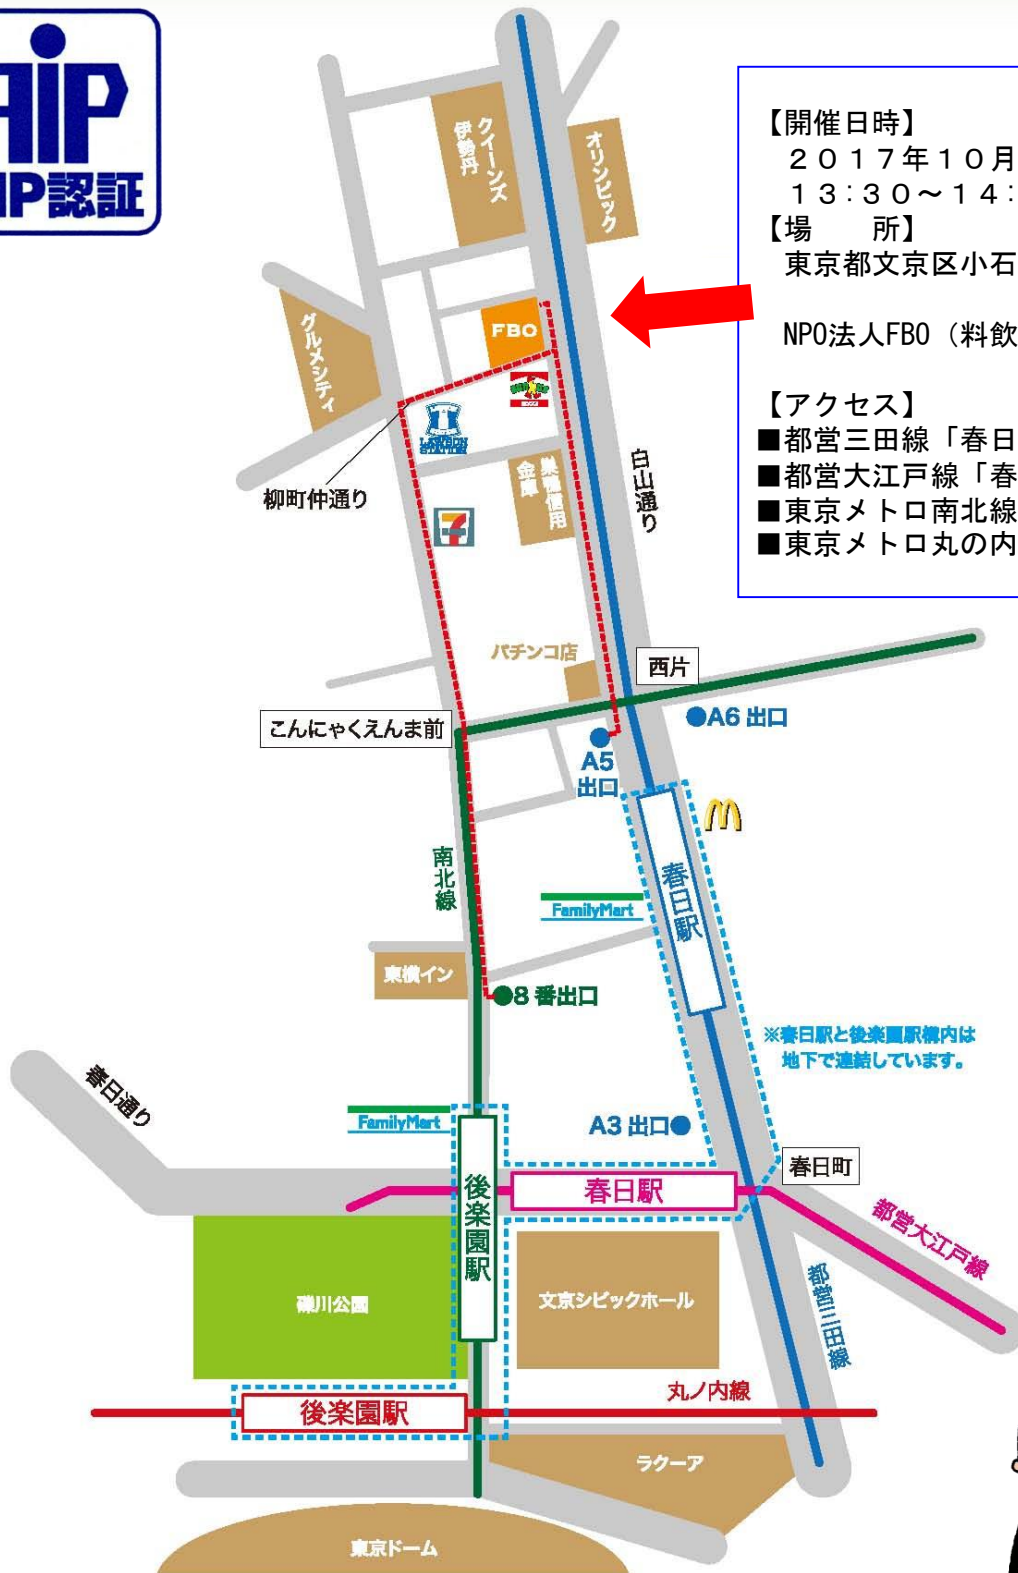 AIP
認証
【開催日時】
２０１７年１０月
１３:３０～１４:
【場　　所】
東京都文京区小石
NPO法人FBO（料飲
【アクセス】
■都営三田線「春日
■都営大江戸線「春
■東京メトロ南北線
■東京メトロ丸の内
クイーンズ
伊勢丹
オリンピック
グルメシティ
FBO
LAWSON
STATION
巣鴨信用
金庫
白山通り
柳町仲通り
7
パチンコ店
西片
こんにゃくえんま前
A6 出口
A5
出口
春日駅
南北線
FamilyMart
東横イン
8 番出口
※春日駅と後楽園駅構内は
地下で連結しています。
春日通り
FamilyMart
A3 出口
春日町
春日駅
後楽園駅
都営大江戸線
礫川公園
文京シビックホール
都営三田線
丸ノ内線
後楽園駅
ラクーア
東京ドーム